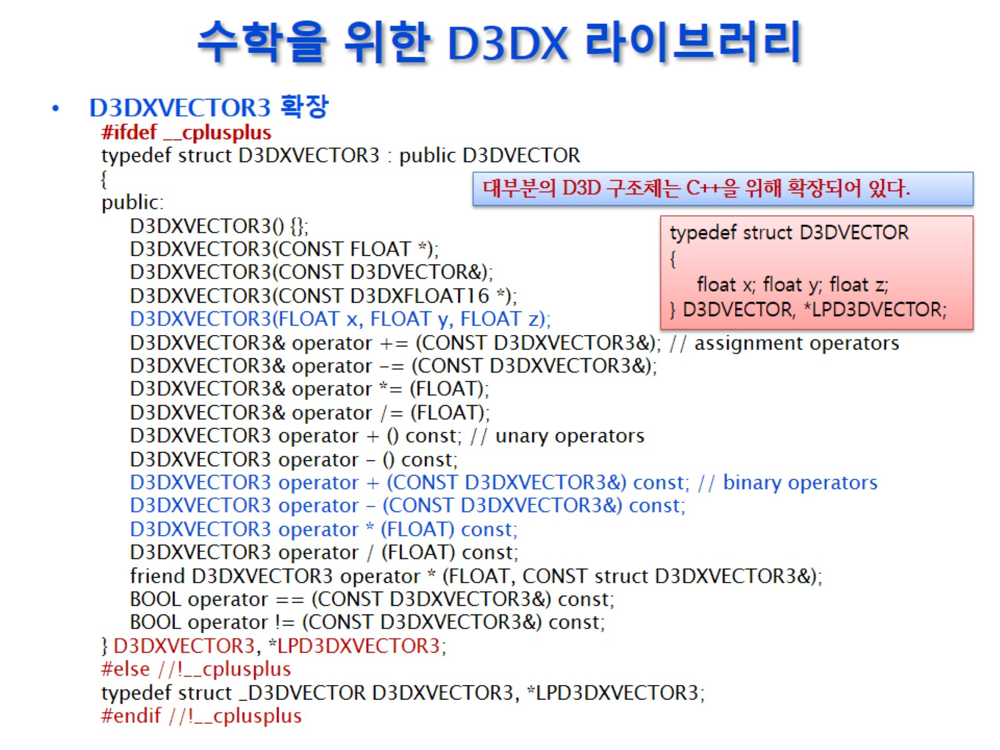 수학을 위한 D3DX 라이브러리
• D3DXVECTOR3 확장
#ifdef __cplusplus
typedef struct D3DXVECTOR3 : public D3DVECTOR
{
public:
D3DXVECTOR3() {};
D3DXVECTOR3(CONST FLOAT *);
D3DXVECTOR3(CONST D3DVECTOR&);
D3DXVECTOR3(CONST D3DXFLOAT16 *);
D3DXVECTOR3(FLOAT x, FLOAT y, FLOAT z);
D3DXVECTOR3& operator += (CONST D3DXVECTOR3&); // assignment operators
D3DXVECTOR3& operator -= (CONST D3DXVECTOR3&);
D3DXVECTOR3& operator *= (FLOAT);
D3DXVECTOR3& operator /= (FLOAT);
D3DXVECTOR3 operator + () const; // unary operators
D3DXVECTOR3 operator - () const;
D3DXVECTOR3 operator + (CONST D3DXVECTOR3&) const; // binary operators
D3DXVECTOR3 operator - (CONST D3DXVECTOR3&) const;
D3DXVECTOR3 operator * (FLOAT) const;
D3DXVECTOR3 operator / (FLOAT) const;
friend D3DXVECTOR3 operator * (FLOAT, CONST struct D3DXVECTOR3&);
BOOL operator == (CONST D3DXVECTOR3&) const;
BOOL operator != (CONST D3DXVECTOR3&) const;
} D3DXVECTOR3, *LPD3DXVECTOR3;
#else //!__cplusplus
typedef struct _D3DVECTOR D3DXVECTOR3, *LPD3DXVECTOR3;
#endif //!__cplusplus
대부분의 D3D 구조체는 C++을 위해 확장되어 있다.
typedef struct D3DVECTOR
{
float x; float y; float z;
} D3DVECTOR, *LPD3DVECTOR;